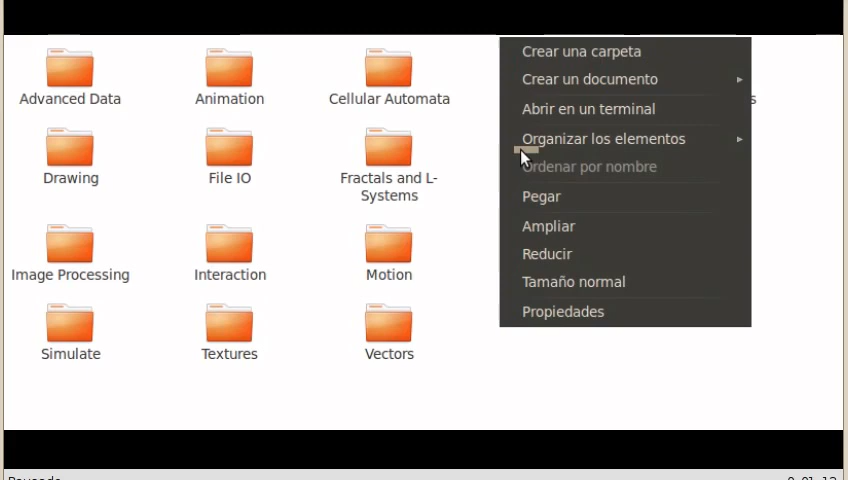 Advanced Data
Animation
Cellular Automata
Drawing
File IO
Fractals and L-
Systems
Image Processing
Interaction
Motion
Simulate
Textures
Vectors
Crear una carpeta
Crear un documento
Abrir en un terminal
Organizar los elementos
Ordenar por nombre
Pegar
Ampliar
Reducir
Tamaño normal
Propiedades